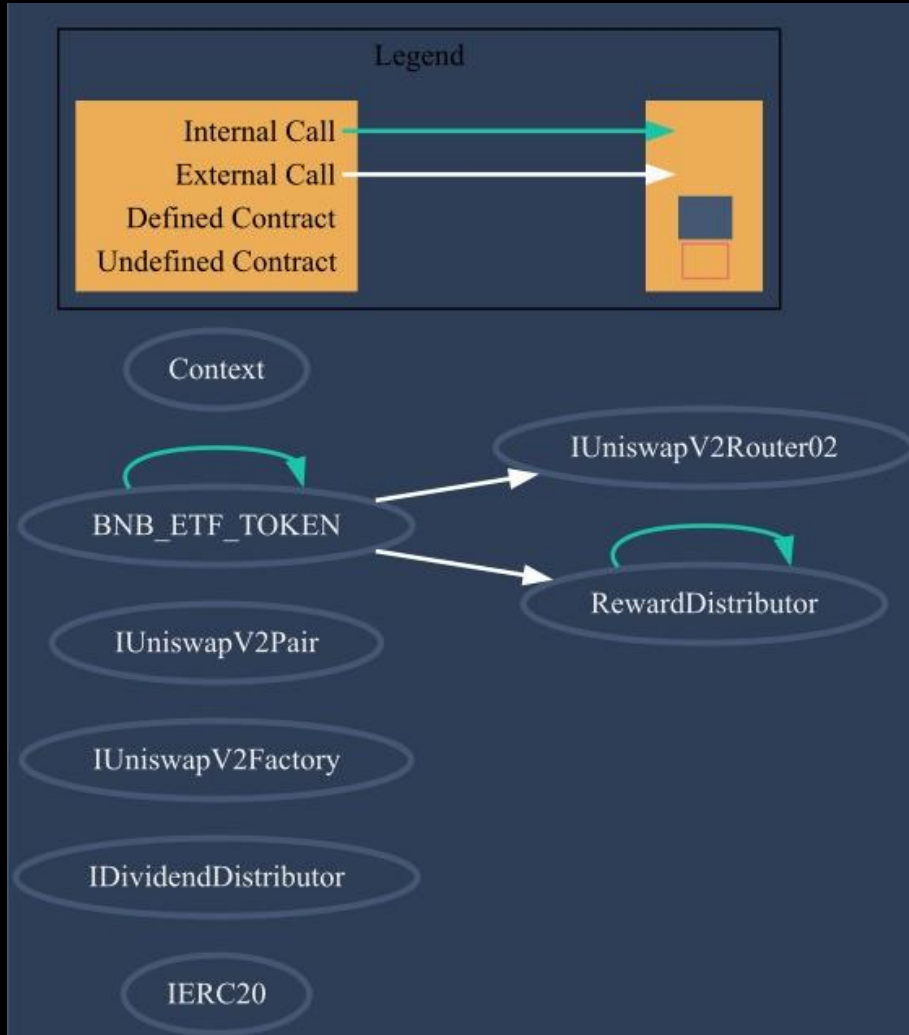 Legend
Internal Call
External Call
Defined Contract
Undefined Contract
Context
IUniswapV2Router02
BNB_ETF_TOKEN
RewardDistributor
IUniswapV2Pair
IUniswapV2Factory
IDividendDistributor
IERC20